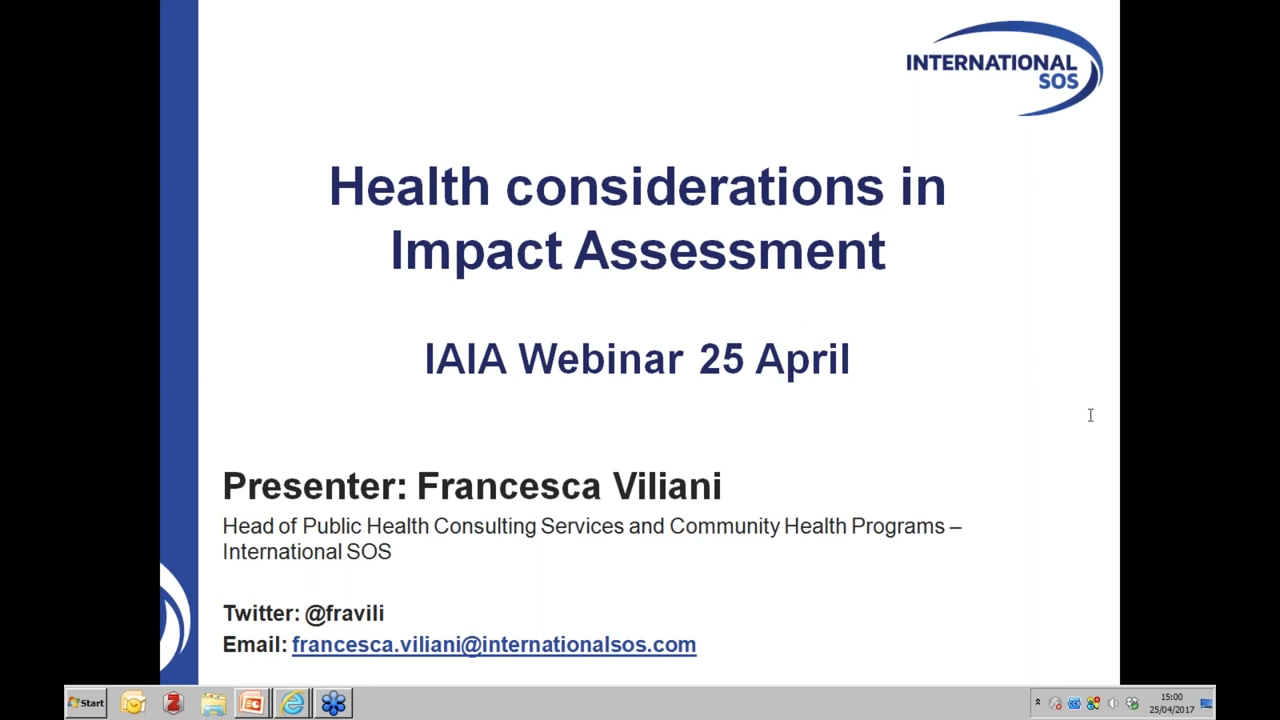 INTERNATIONAL
SOS
Health considerations in
Impact Assessment
IAIA Webinar 25 April
Presenter: Francesca Viliani
Head of Public Health Consulting Services and Community Health Programs –
International SOS
Twitter: @fravili
Email: francesca.viliani@internationalsos.com
Start
15:00
25/04/2017